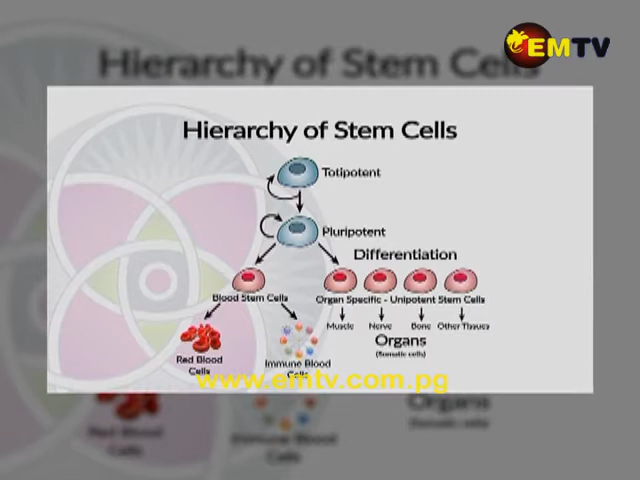 EMTV
Hierarchy of Stem Cells
Hierarchy of Stem Cells
Totipotent
Pluripotent
Differentiation
Blood Stem Cells
Organ Specific - Unipotent Stem Cells
Muscle
Nerve
Bone
Other Tissues
Red Blood
Cells
Organs
(Somatic cells)
Immune Blood
Cells
www.emtv.com.pg
Red Blood
Cells
Immune Blood
Cells
Organs
(Somatic cells)